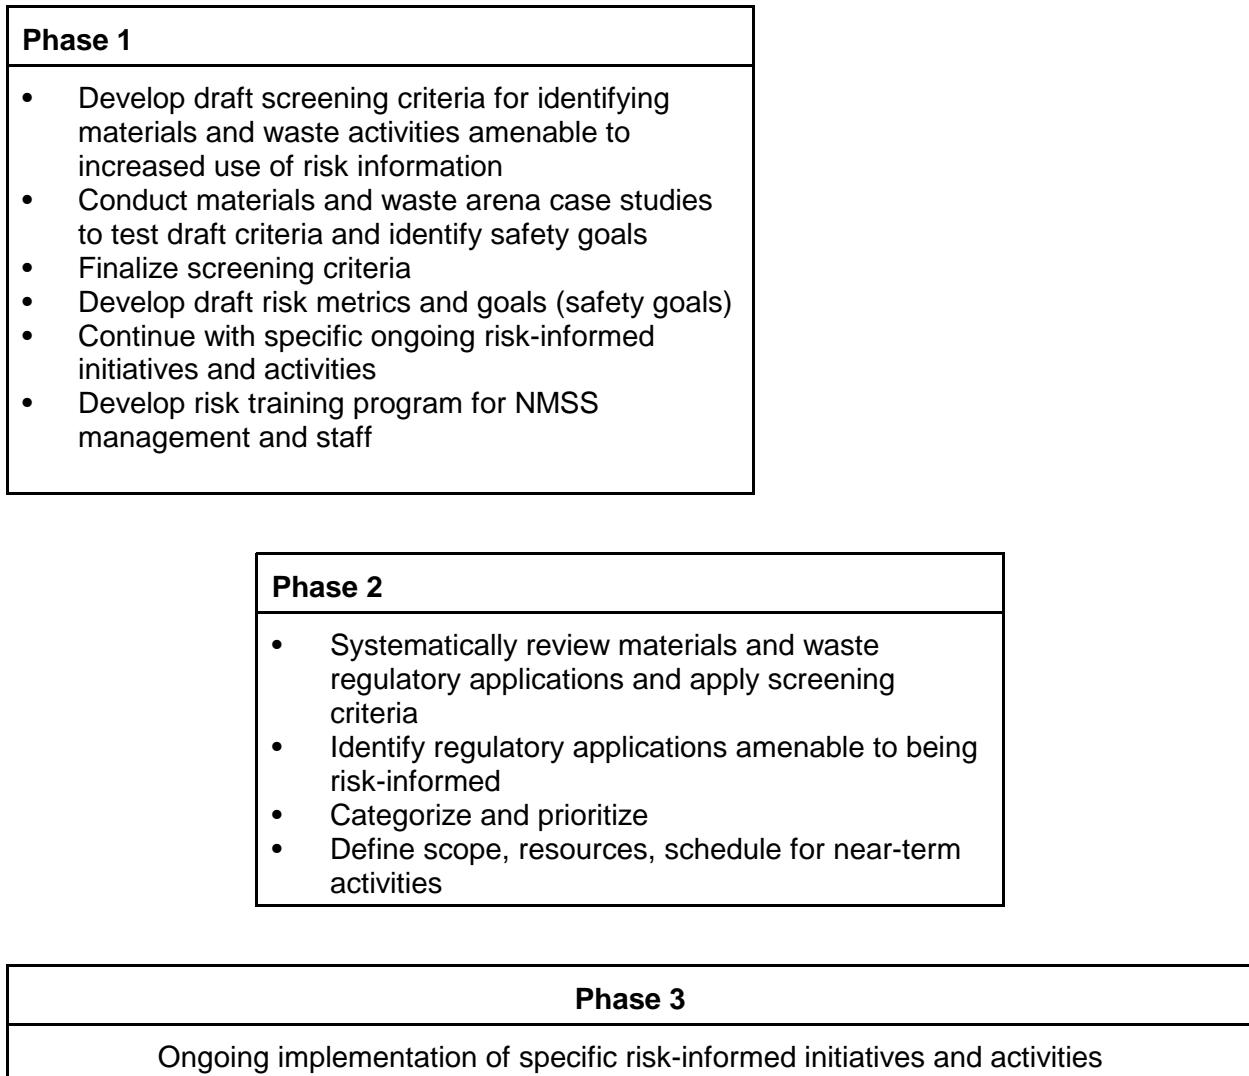 Phase 1
• Develop draft screening criteria for identifying
materials and waste activities amenable to
increased use of risk information
• Conduct materials and waste arena case studies
to test draft criteria and identify safety goals
• Finalize screening criteria
• Develop draft risk metrics and goals (safety goals)
• Continue with specific ongoing risk-informed
initiatives and activities
• Develop risk training program for NMSS
management and staff
Phase 2
• Systematically review materials and waste
regulatory applications and apply screening
criteria
• Identify regulatory applications amenable to being
risk-informed
• Categorize and prioritize
• Define scope, resources, schedule for near-term
activities
Phase 3
Ongoing implementation of specific risk-informed initiatives and activities